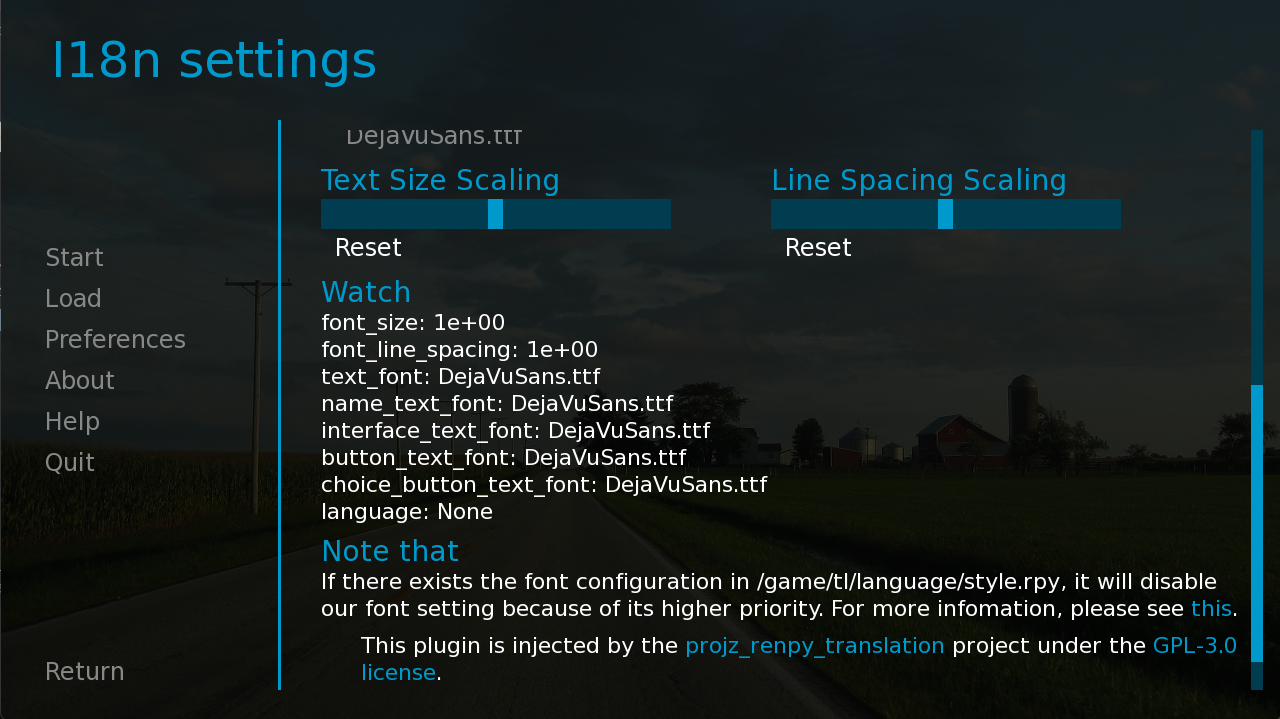 I18n settings
DejaVuSans.ttf
Text Size Scaling
Line Spacing Scaling
Reset
Reset
Start
Load
Preferences
About
Help
Quit
Return
Watch
font_size: 1e+00
font_line_spacing: 1e+00
text_font: DejaVuSans.ttf
name_text_font: DejaVuSans.ttf
interface_text_font: DejaVuSans.ttf
button_text_font: DejaVuSans.ttf
choice_button_text_font: DejaVuSans.ttf
language: None
Note that
If there exists the font configuration in /game/tl/language/style.rpy, it will disable
our font setting because of its higher priority. For more infomation, please see this.
This plugin is injected by the projz_renpy_translation project under the GPL-3.0
license.